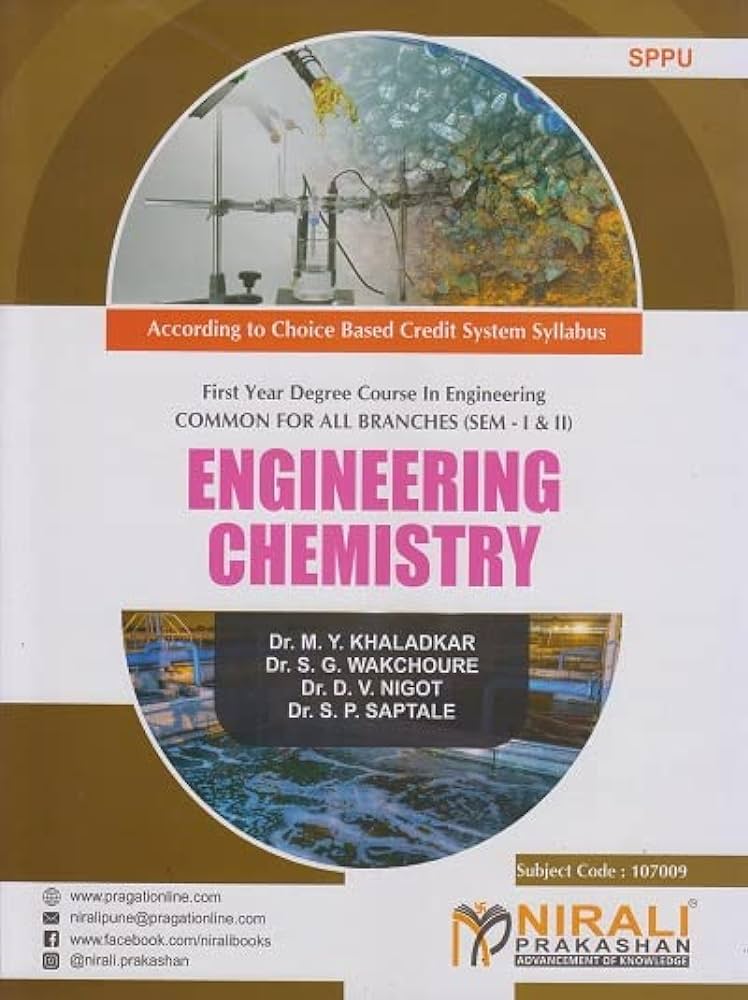 SPPU
According to Choice Based Credit System Syllabus
First Year Degree Course In Engineering
COMMON FOR ALL BRANCHES (SEM - I & II)
ENGINEERING
CHEMISTRY
Dr. M. Y. KHALADKAR
Dr. S. G. WAKCHOURE
Dr. D. V. NIGOT
Dr. S. P. SAPTALE
Subject Code : 107009
www.pragationline.com
niralipune@pragationline.com
www.facebook.com/niralibooks
@nirali.prakashan
NIRALI
PRAKASHAN
ADVANCEMENT OF KNOWLEDGE